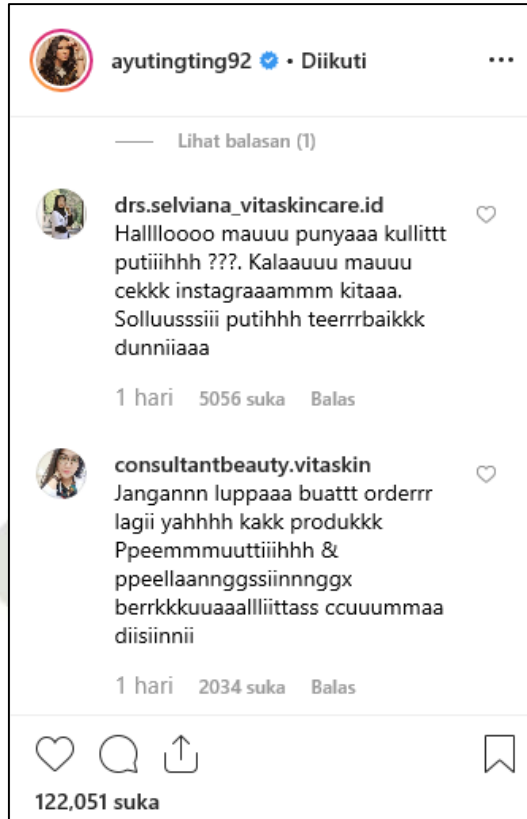 ayutingting92 • Diikuti
Lihat balasan (1)
drs.selviana_vitaskincare.id
Halllloooo mauuu punyaaa kullittt
putiiihhh ???. Kalaauuu mauuu
cekkk instagraaammm kitaaa.
Solluusssiii putihhh teerrrbaikkk
dunniiaaa
1 hari 5056 suka Balas
consultantbeauty.vitaskin
Jangannn luppaaa buattt orderrr
lagii yahhhh kakk produkkk
Ppeemmmuuttiiihhh &
ppeellaannggssiinnnggx
berrkkkuuaaallliittass ccuuummaa
diisiinnii
1 hari 2034 suka Balas
122,051 suka